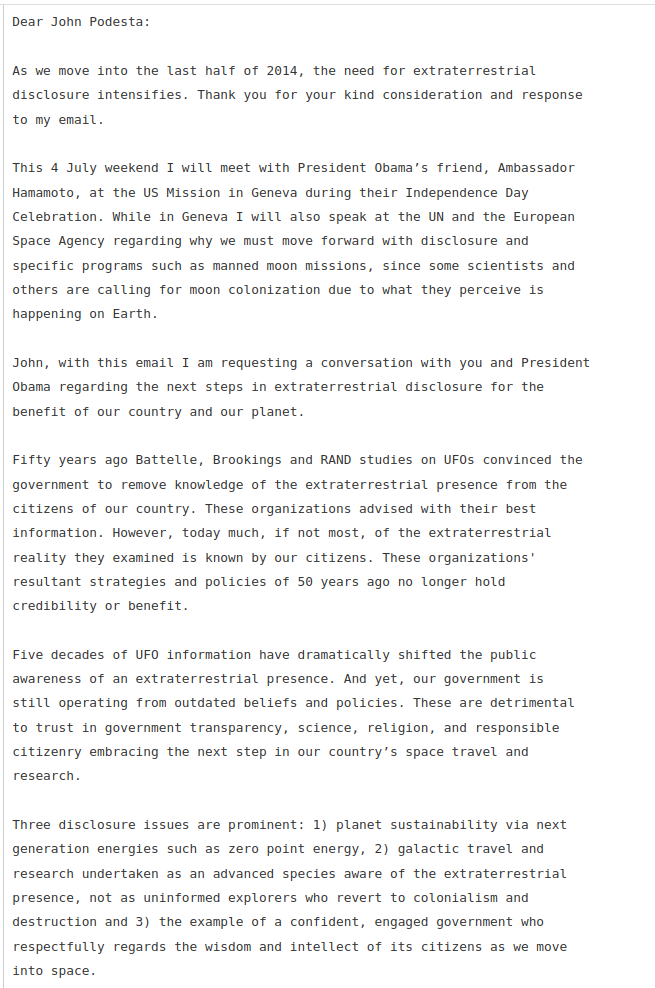 Dear John Podesta:
As we move into the last half of 2014, the need for extraterrestrial
disclosure intensifies. Thank you for your kind consideration and response
to my email.
This 4 July weekend I will meet with President Obama’s friend, Ambassador
Hamamoto, at the US Mission in Geneva during their Independence Day
Celebration. While in Geneva I will also speak at the UN and the European
Space Agency regarding why we must move forward with disclosure and
specific programs such as manned moon missions, since some scientists and
others are calling for moon colonization due to what they perceive is
happening on Earth.
John, with this email I am requesting a conversation with you and President
Obama regarding the next steps in extraterrestrial disclosure for the
benefit of our country and our planet.
Fifty years ago Battelle, Brookings and RAND studies on UFOs convinced the
government to remove knowledge of the extraterrestrial presence from the
citizens of our country. These organizations advised with their best
information. However, today much, if not most, of the extraterrestrial
reality they examined is known by our citizens. These organizations'
resultant strategies and policies of 50 years ago no longer hold
credibility or benefit.
Five decades of UFO information have dramatically shifted the public
awareness of an extraterrestrial presence. And yet, our government is
still operating from outdated beliefs and policies. These are detrimental
to trust in government transparency, science, religion, and responsible
citizenry embracing the next step in our country’s space travel and
research.
Three disclosure issues are prominent: 1) planet sustainability via next
generation energies such as zero point energy, 2) galactic travel and
research undertaken as an advanced species aware of the extraterrestrial
presence, not as uninformed explorers who revert to colonialism and
destruction and 3) the example of a confident, engaged government who
respectfully regards the wisdom and intellect of its citizens as we move
into space.